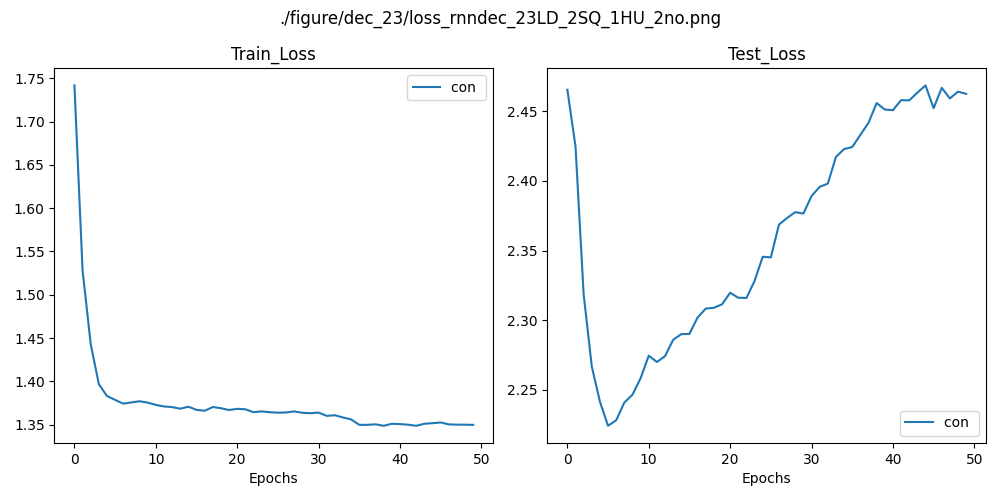 ./figure/dec_23/loss_rnndec_23LD_2SQ_1HU_2no.png
Train_Loss
con
1.75
1.70
1.65
1.60
1.55
1.50
1.45
1.40
1.35
0 10 20 30 40 50
Epochs
Test_Loss
2.45
2.40
2.35
2.30
2.25
con
0 10 20 30 40 50
Epochs